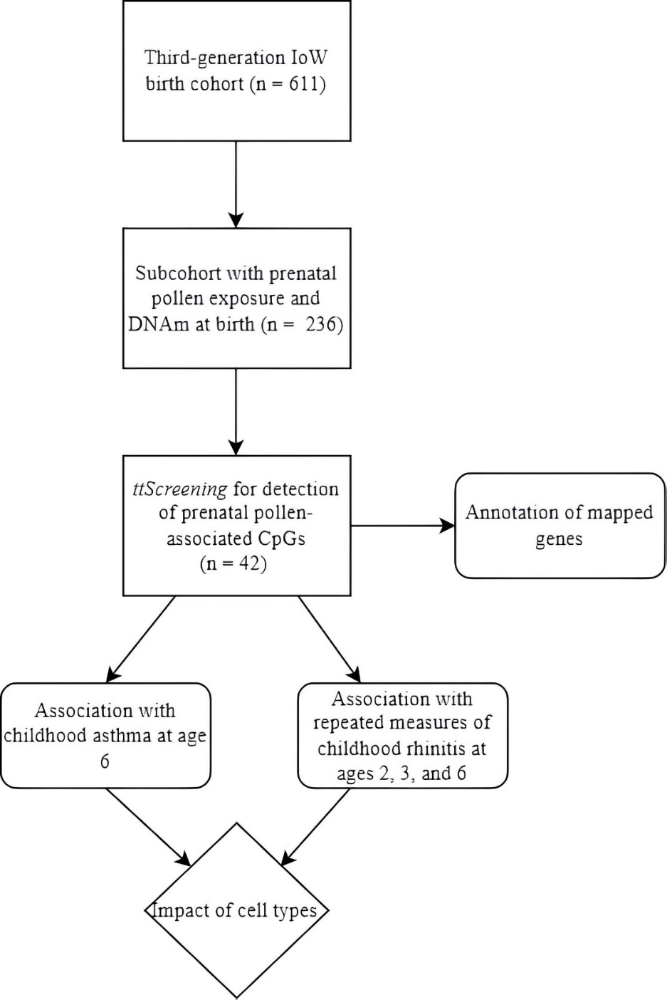 Third-generation IoW
birth cohort (n = 611)
Subcohort with prenatal
pollen exposure and
DNAm at birth (n =  236)
ttScreening for detection
of prenatal pollen-
associated CpGs
(n = 42)
Annotation of mapped
genes
Association with
childhood asthma at age
6
Association with
repeated measures of
childhood rhinitis at
ages 2, 3, and 6
Impact of cell types